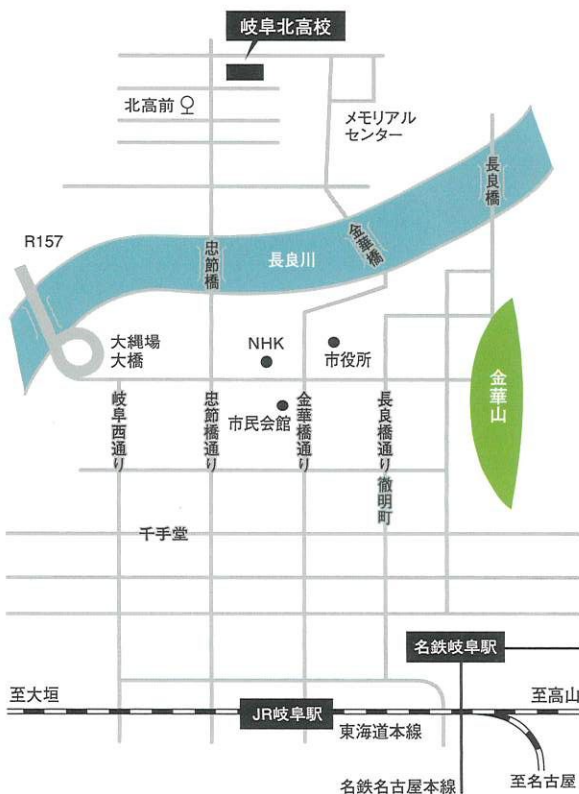 岐阜北高校
北高前
メモリアル
センター
長良橋
R157
忠節橋
長良川
金華橋
大縄場
大橋
NHK
市役所
金華山
岐阜西通り
忠節橋通り
市民会館
金華橋通り
長良橋通り
徹明町
千手堂
名鉄岐阜駅
至大垣
JR岐阜駅
至高山
東海道本線
名鉄名古屋本線
至名古屋